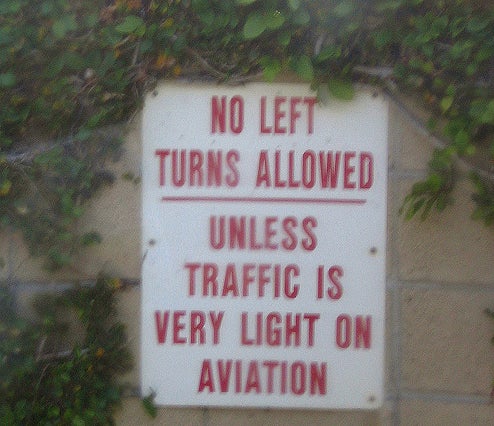 NO LEFT
TURNS ALLOWED
UNLESS
TRAFFIC IS
VERY LIGHT ON
AVIATION